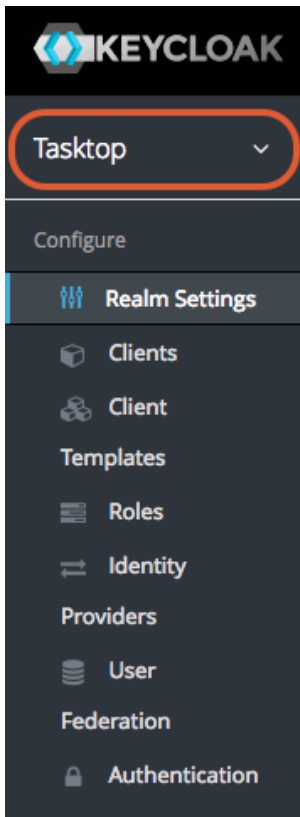 KEYCLOAK
Tasktop
Configure
Realm Settings
Clients
Client
Templates
Roles
Identity
Providers
User
Federation
Authentication